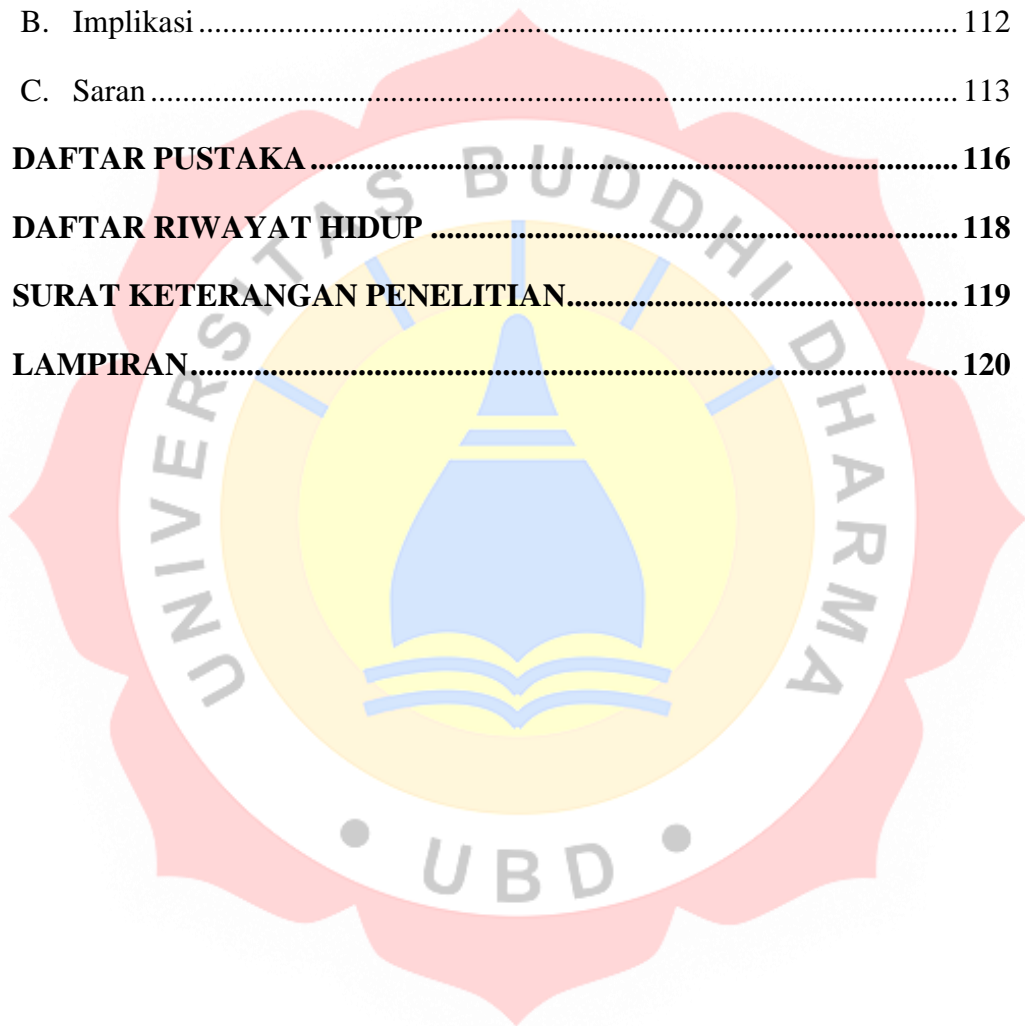 B. Implikasi ........................................................................................ 112
C. Saran .............................................................................................. 113
DAFTAR PUSTAKA ........................................................................... 116
DAFTAR RIWAYAT HIDUP ............................................................. 118
SURAT KETERANGAN PENELITIAN ............................................. 119
LAMPIRAN ......................................................................................... 120
UNIVERSITAS BUDDHI DHARMA
• UBD •